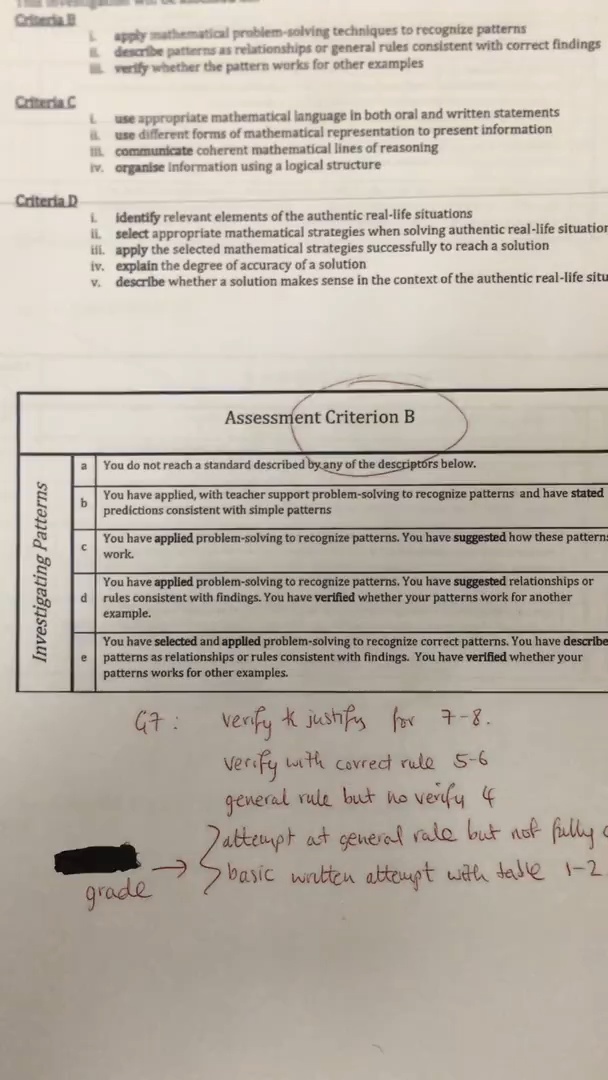 This investigation will be assessed
Criteria B
i. apply mathematical problem-solving techniques to recognize patterns
ii. describe patterns as relationships or general rules consistent with correct findings
iii. verify whether the pattern works for other examples
Criteria C
i. use appropriate mathematical language in both oral and written statements
ii. use different forms of mathematical representation to present information
iii. communicate coherent mathematical lines of reasoning
iv. organise information using a logical structure
Criteria D
i. identify relevant elements of the authentic real-life situations
ii. select appropriate mathematical strategies when solving authentic real-life situation
iii. apply the selected mathematical strategies successfully to reach a solution
iv. explain the degree of accuracy of a solution
v. describe whether a solution makes sense in the context of the authentic real-life situ
Assessment Criterion B
Investigating Patterns
a You do not reach a standard described by any of the descriptors below.
b You have applied, with teacher support problem-solving to recognize patterns and have stated
predictions consistent with simple patterns
c You have applied problem-solving to recognize patterns. You have suggested how these patterns
work.
d You have applied problem-solving to recognize patterns. You have suggested relationships or
rules consistent with findings. You have verified whether your patterns work for another
example.
e You have selected and applied problem-solving to recognize correct patterns. You have describe
patterns as relationships or rules consistent with findings. You have verified whether your
patterns works for other examples.
G7: verify & justify for 7-8.
verify with correct rule 5-6
general rule but no verify 4
attempt at general rule but not fully
grade → basic written attempt with table 1-2